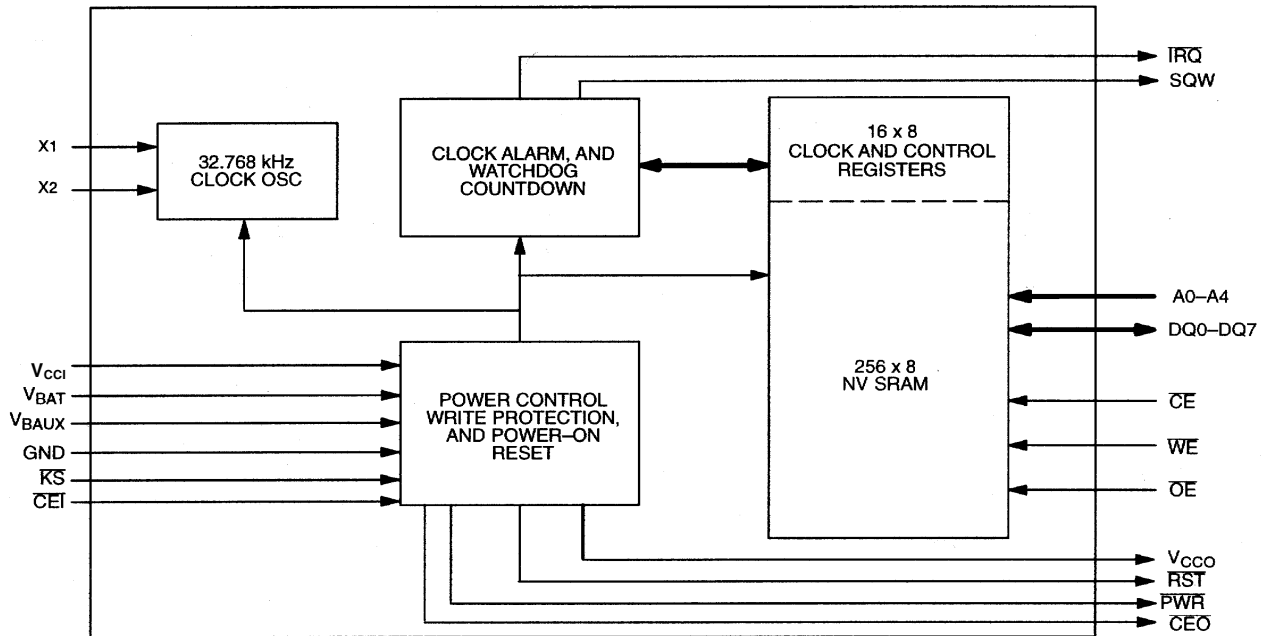 IRQ
SQW
X1
X2
32.768 kHz
CLOCK OSC
CLOCK ALARM, AND
WATCHDOG
COUNTDOWN
16 x 8
CLOCK AND CONTROL
REGISTERS
A0–A4
DQ0–DQ7
256 x 8
NV SRAM
CE
WE
OE
VCCI
VBAT
VBAUX
GND
KS
CEI
POWER CONTROL
WRITE PROTECTION,
AND POWER–ON
RESET
VCCO
RST
PWR
CEO